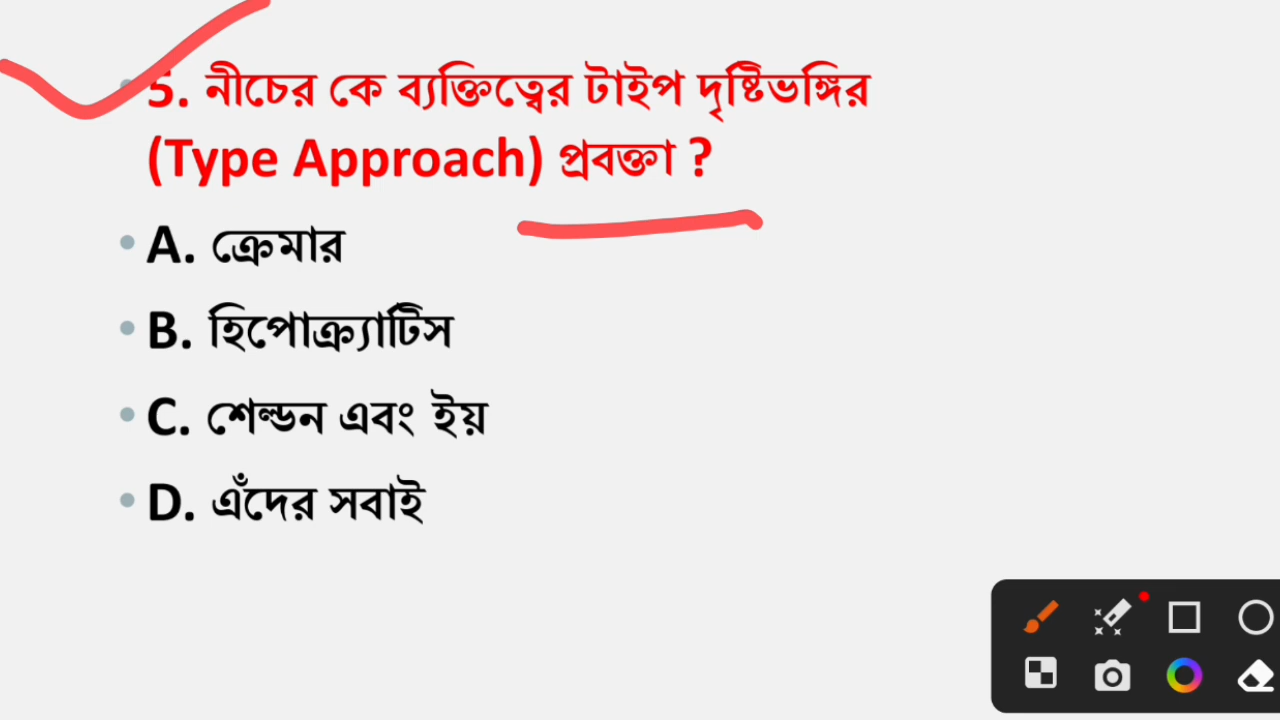 5. নীচের কে ব্যক্তিত্বের টাইপ দৃষ্টিভঙ্গির
(Type Approach) প্রবক্তা ?
A. ক্রেমার
B. হিপোক্র্যাটিস
C. শেল্ডন এবং ইয়
D. এঁদের সবাই